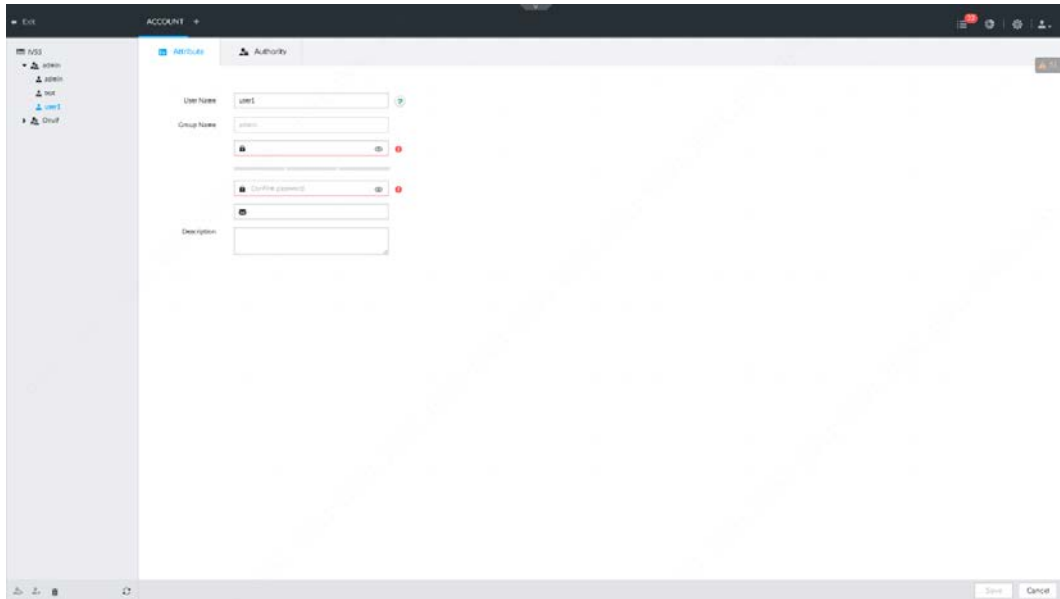 Exit
ACCOUNT +
IVSS
admin
admin
test
user1
Onvif
Attribute
Authority
User Name
user1
Group Name
admin
Confirm password
Description
Save
Cancel